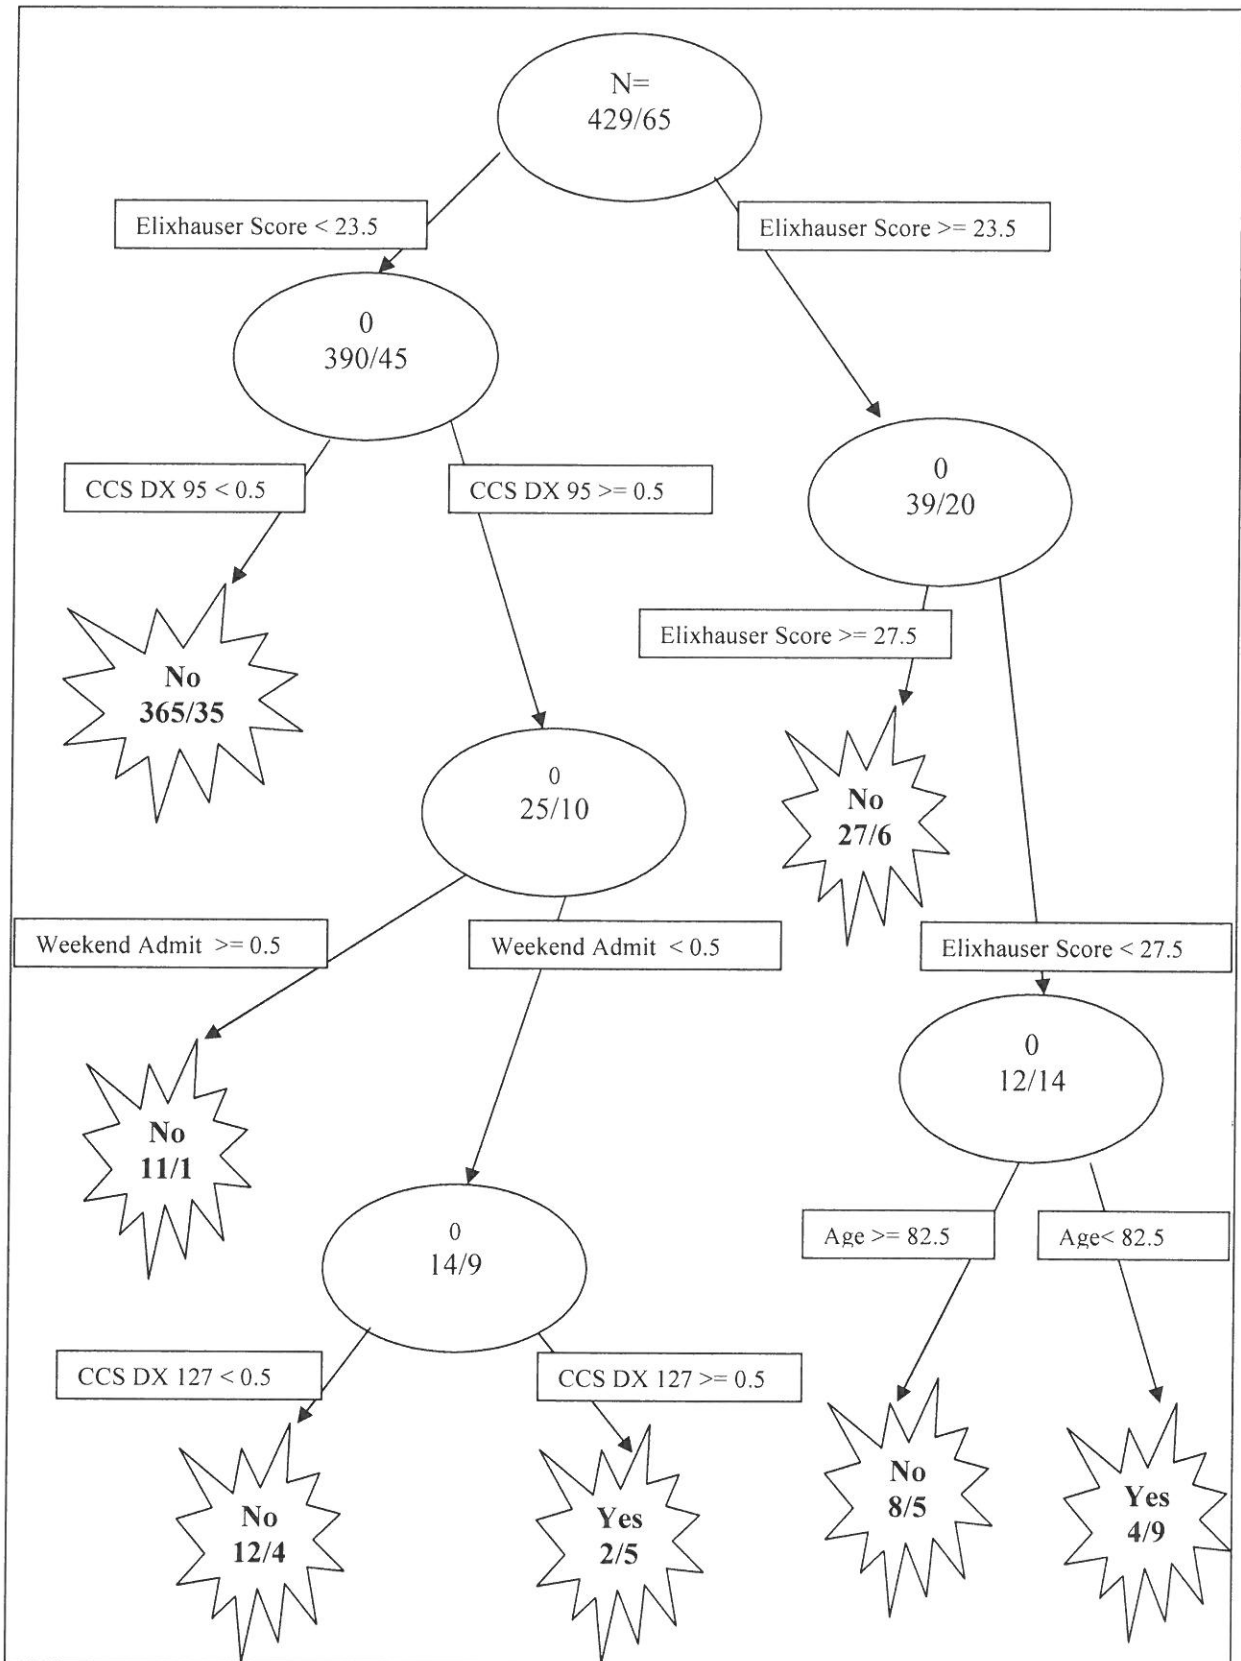 N=
429/65
Elixhauser Score < 23.5
Elixhauser Score >= 23.5
0
390/45
0
39/20
CCS DX 95 < 0.5
CCS DX 95 >= 0.5
Elixhauser Score >= 27.5
No
365/35
0
25/10
No
27/6
Weekend Admit >= 0.5
Weekend Admit < 0.5
Elixhauser Score < 27.5
0
12/14
No
11/1
0
14/9
Age >= 82.5
Age< 82.5
CCS DX 127 < 0.5
CCS DX 127 >= 0.5
No
8/5
Yes
4/9
No
12/4
Yes
2/5